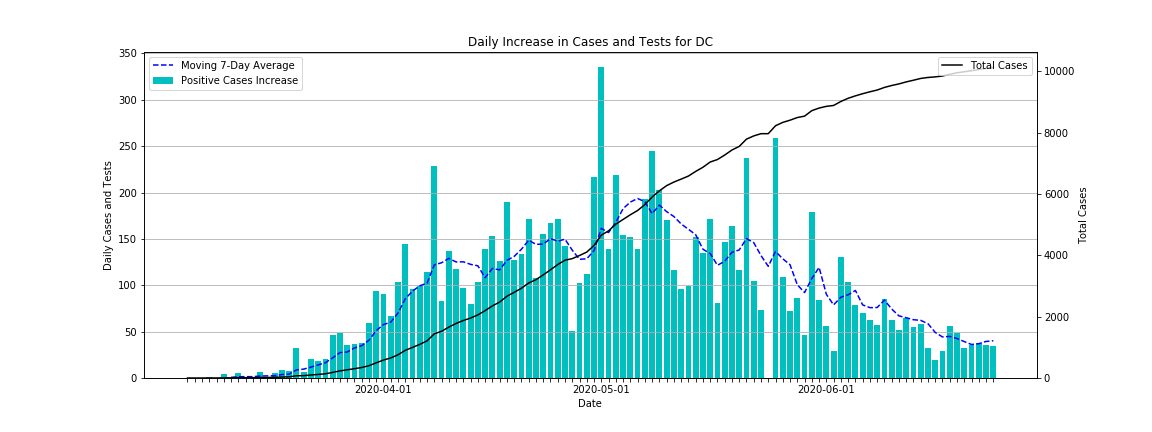 Daily Increase in Cases and Tests for DC
Moving 7-Day Average
Positive Cases Increase
Total Cases
350
300
250
200
150
100
50
0
Daily Cases and Tests
10000
8000
6000
4000
2000
0
Total Cases
2020-04-01
2020-05-01
2020-06-01
Date